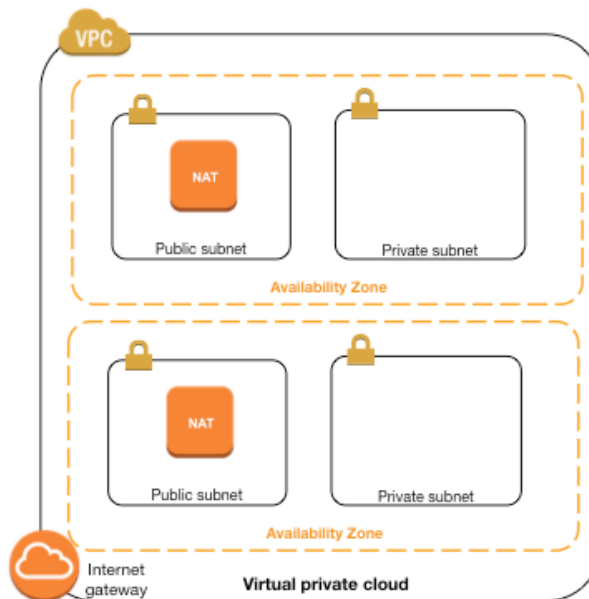 VPC
NAT
Public subnet
Private subnet
Availability Zone
NAT
Public subnet
Private subnet
Availability Zone
Internet
gateway
Virtual private cloud